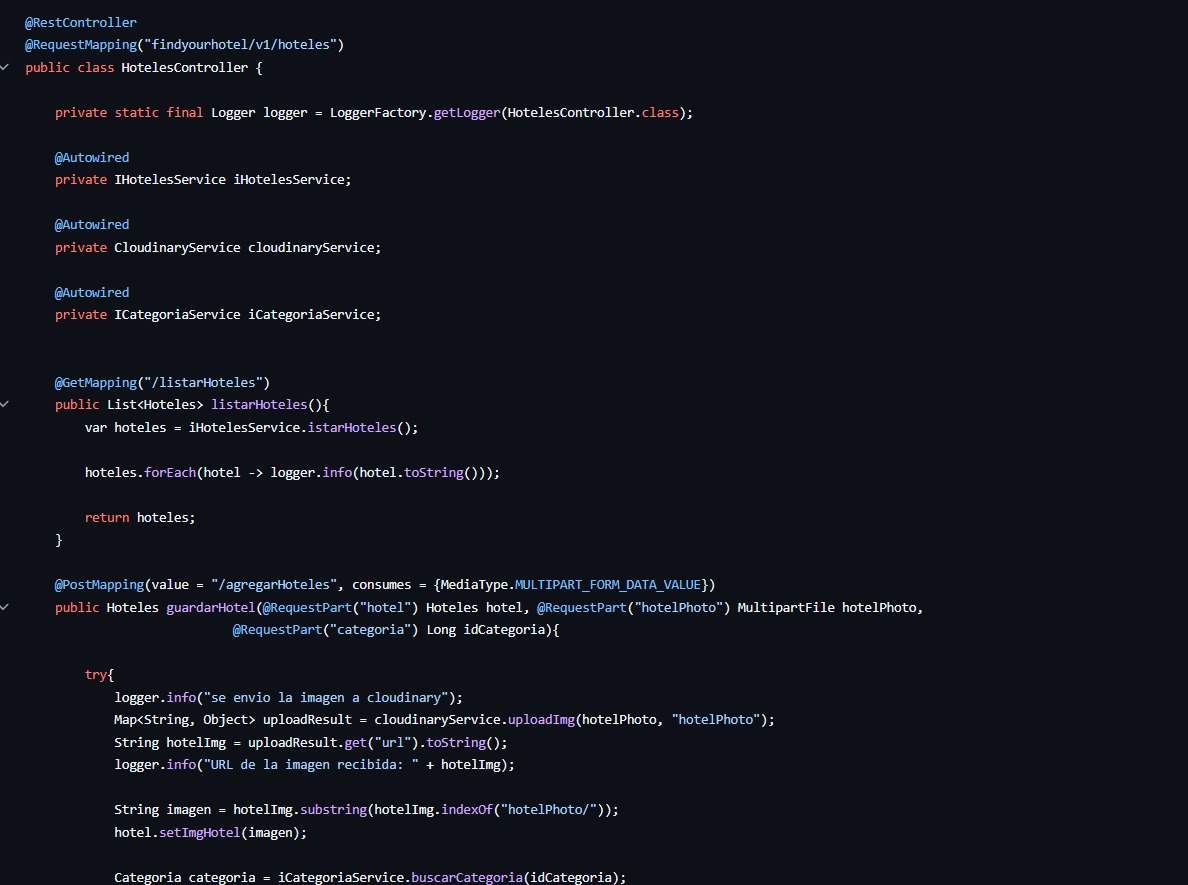 @RestController
@RequestMapping("findyourhotel/v1/hoteles")
public class HotelesController {
private static final Logger logger = LoggerFactory.getLogger(HotelesController.class);
@Autowired
private IHotelesService iHotelesService;
@Autowired
private CloudinaryService cloudinaryService;
@Autowired
private ICategoriaService iCategoriaService;
@GetMapping("/listarHoteles")
public List<Hoteles> listarHoteles(){
var hoteles = iHotelesService.istarHoteles();
hoteles.forEach(hotel -> logger.info(hotel.toString()));
return hoteles;
}
@PostMapping(value = "/agregarHoteles", consumes = {MediaType.MULTIPART_FORM_DATA_VALUE})
public Hoteles guardarHotel(@RequestPart("hotel") Hoteles hotel, @RequestPart("hotelPhoto") MultipartFile hotelPhoto,
@RequestPart("categoria") Long idCategoria){
try{
logger.info("se envio la imagen a cloudinary");
Map<String, Object> uploadResult = cloudinaryService.uploadImg(hotelPhoto, "hotelPhoto");
String hotelImg = uploadResult.get("url").toString();
logger.info("URL de la imagen recibida: " + hotelImg);
String imagen = hotelImg.substring(hotelImg.indexOf("hotelPhoto/"));
hotel.setImgHotel(imagen);
Categoria categoria = iCategoriaService.buscarCategoria(idCategoria);